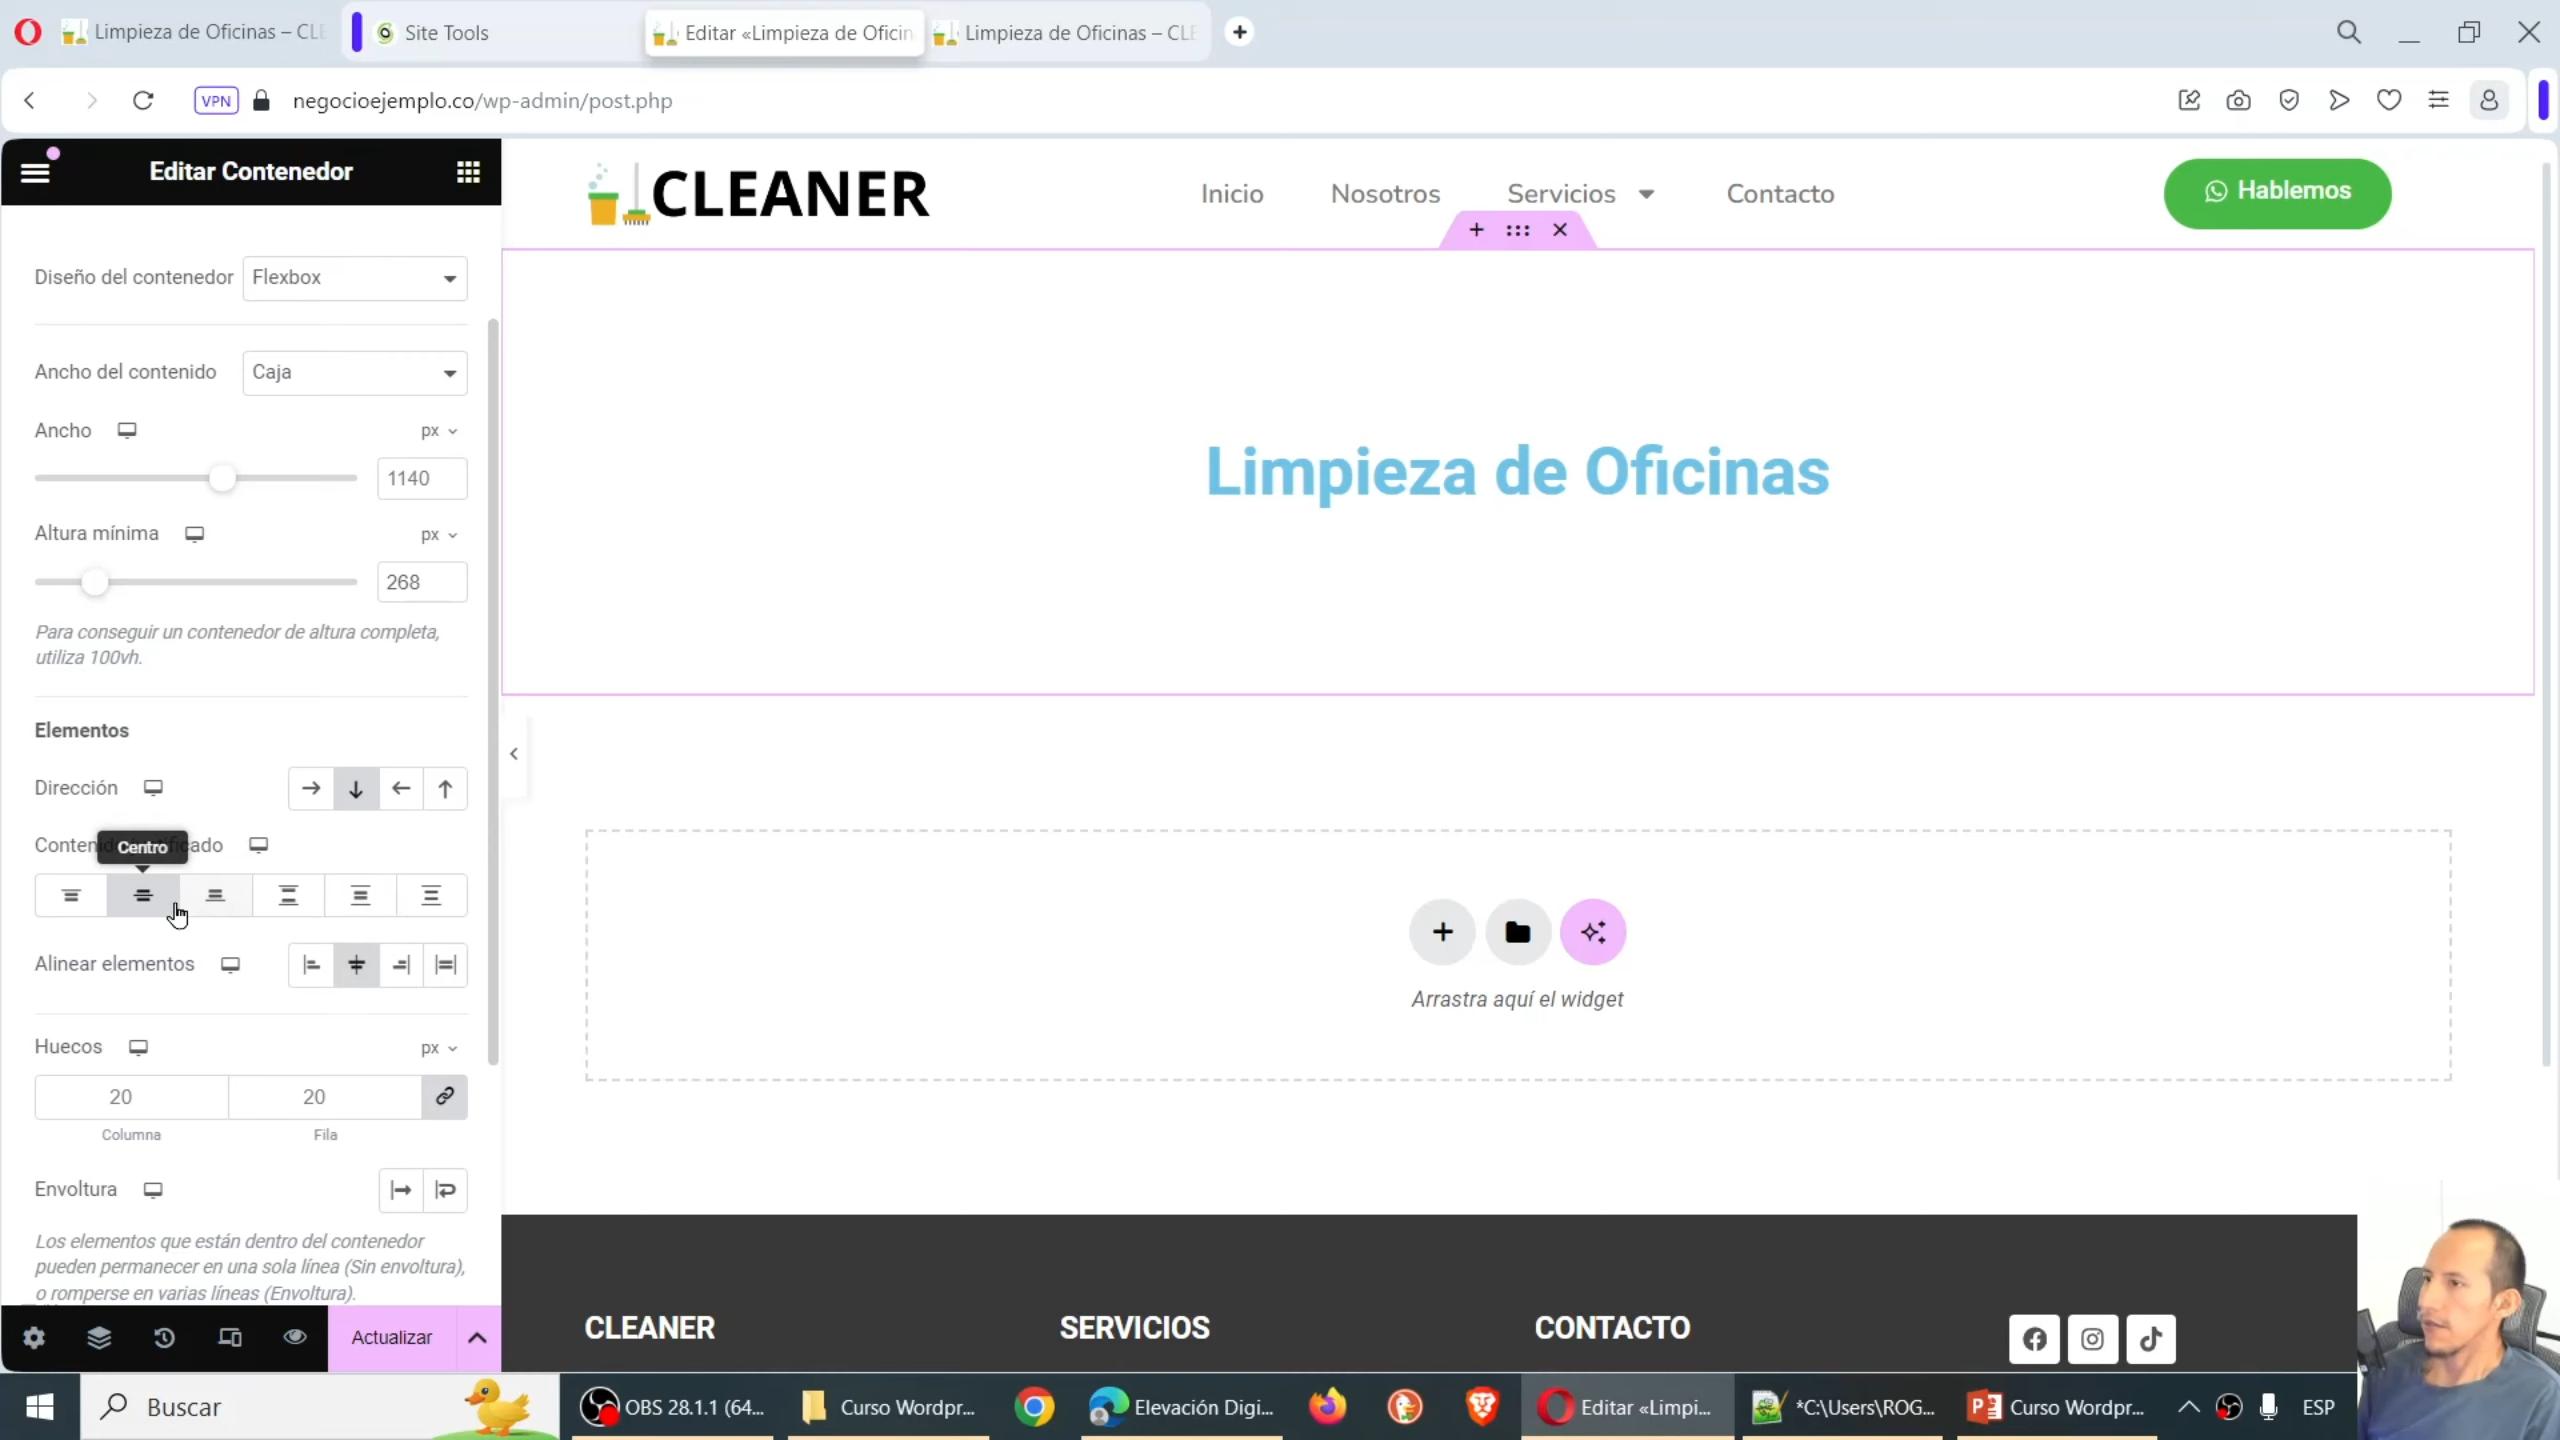 Limpieza de Oficinas – CLE
Site Tools
Editar «Limpieza de Oficin
Limpieza de Oficinas – CLE
VPN
negocioejemplo.co/wp-admin/post.php
Editar Contenedor
Diseño del contenedor
Flexbox
Ancho del contenido
Caja
Ancho
px
1140
Altura mínima
px
268
Para conseguir un contenedor de altura completa,
utiliza 100vh.
Elementos
Dirección
Centro
Alinear elementos
Huecos
px
20
20
Columna
Fila
Envoltura
Los elementos que están dentro del contenedor
pueden permanecer en una sola línea (Sin envoltura),
o romperse en varias líneas (Envoltura).
Actualizar
CLEANER
Inicio
Nosotros
Servicios
Contacto
Hablemos
Limpieza de Oficinas
Arrastra aquí el widget
CLEANER
SERVICIOS
CONTACTO
Buscar
OBS 28.1.1 (64...
Curso Wordpr...
Elevación Digi...
Editar «Limpi...
*C:\Users\ROG...
Curso Wordpr...
ESP